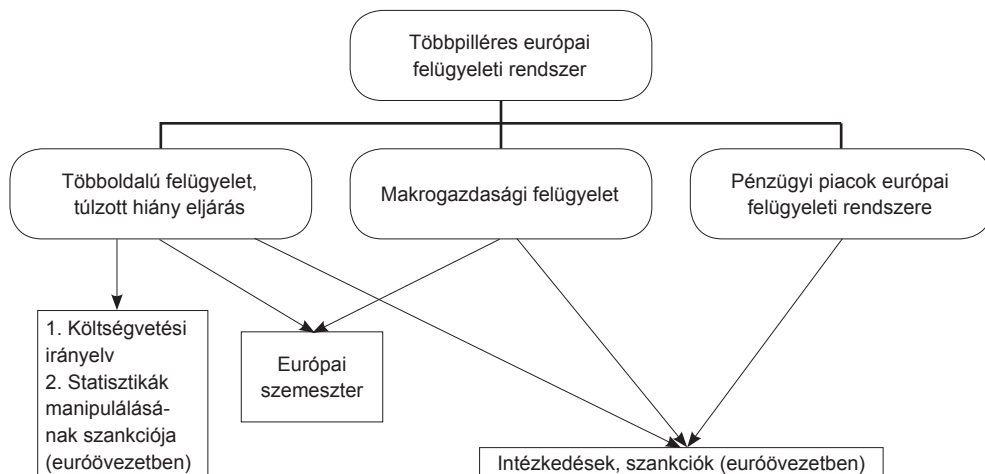 Többpilléres európai
felügyeleti rendszer
Többoldalú felügyelet,
túlzott hiány eljárás
Makrogazdasági felügyelet
Pénzügyi piacok európai
felügyeleti rendszere
1. Költségvetési
irányelv
2. Statisztikák
manipulálásá-
nak szankciója
(euróövezetben)
Európai
szemeszter
Intézkedések, szankciók (euróövezetben)